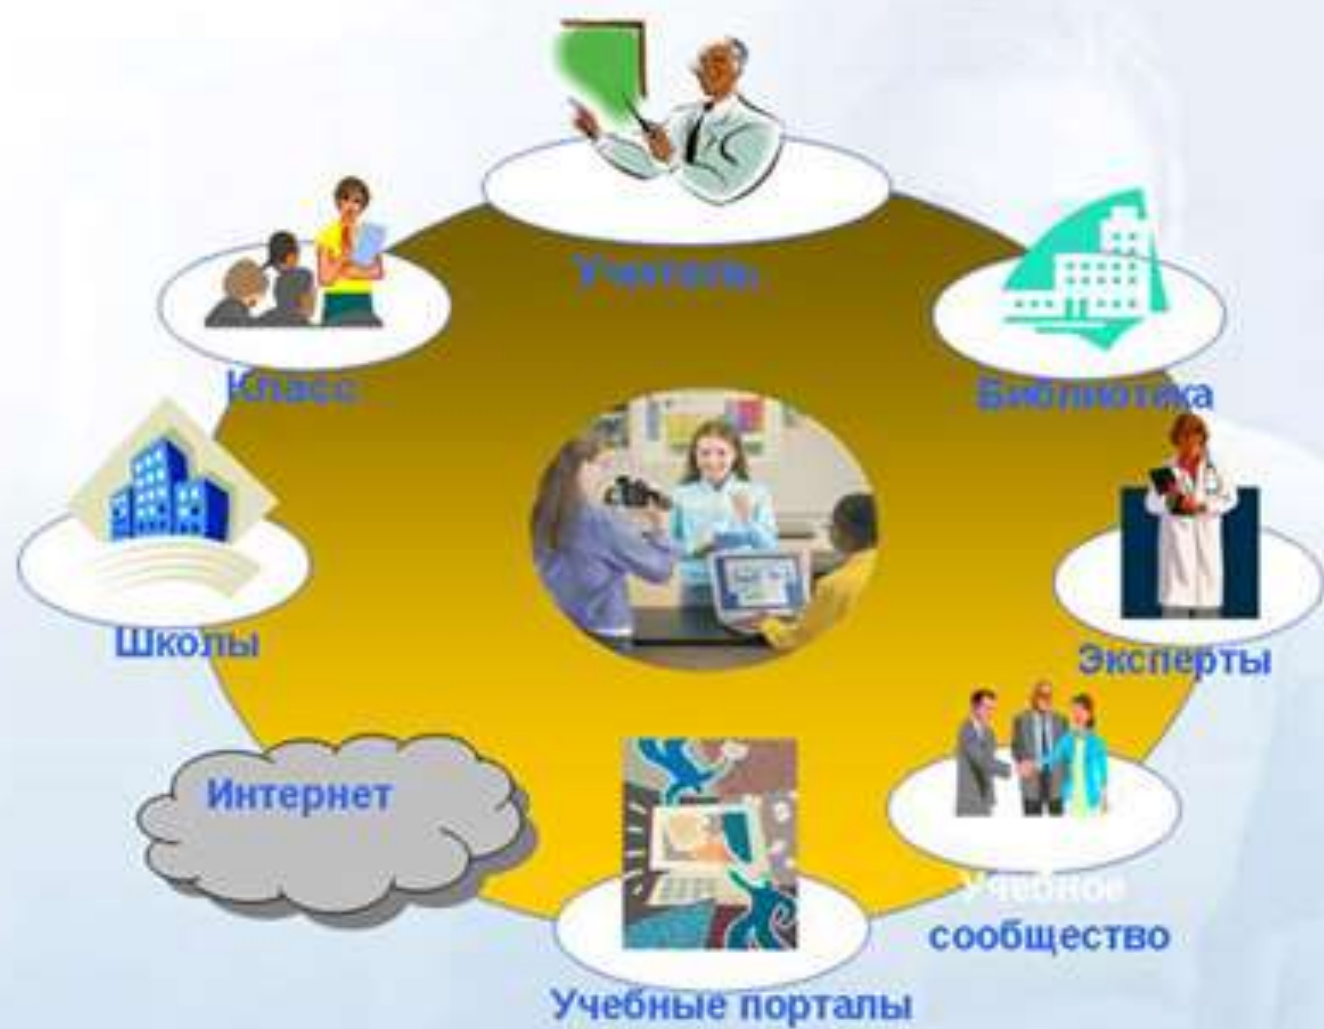 Учитель
Класс
Библиотека
Школы
Эксперты
Интернет
Учебное
сообщество
Учебные порталы